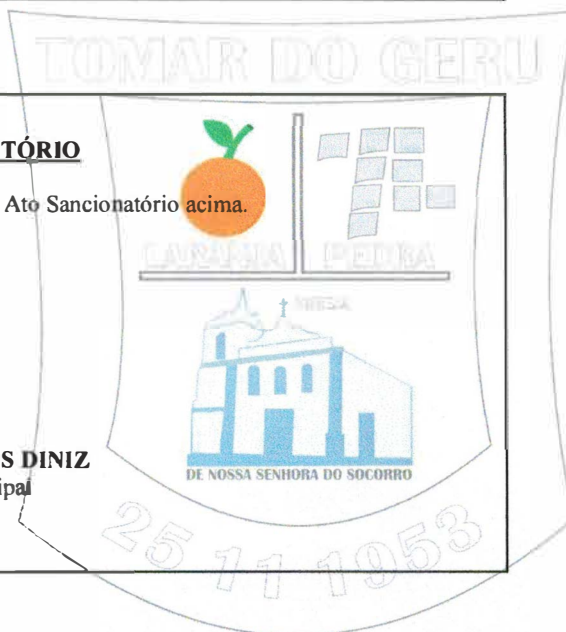 TOMAR DO GERU
TÓRIO
Ato Sancionatório acima.
LARANJA
PEDRA
IGREJA
S DINIZ
ipal
DE NOSSA SENHORA DO SOCORRO
25 11 1953